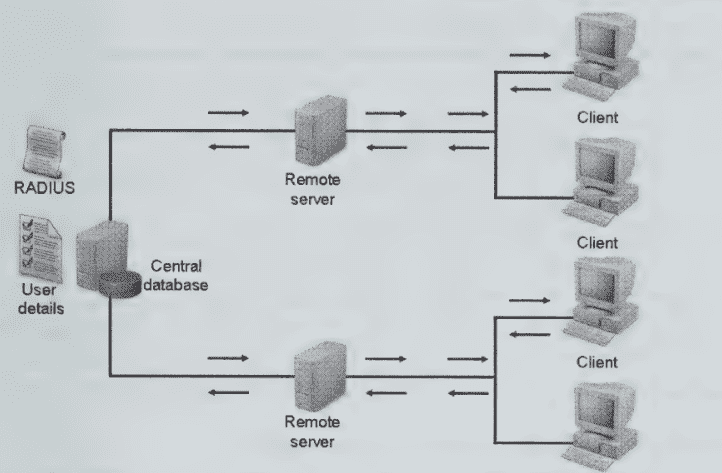 Client
RADIUS
Remote
server
Client
Central
database
User
details
Client
Remote
server